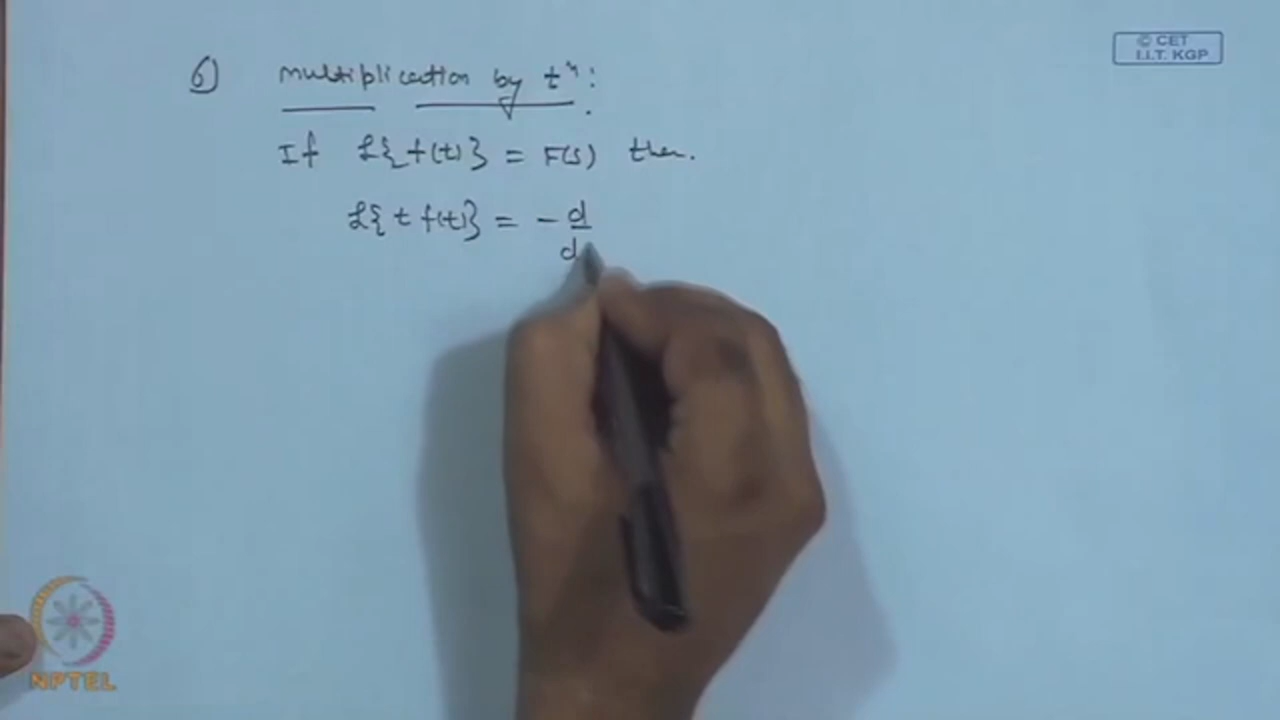 © CET
I.I.T. KGP
6) multiplication by tⁿ:
If ℒ{f(t)} = F(s) then.
ℒ{t f(t)} = - d
d
NPTEL